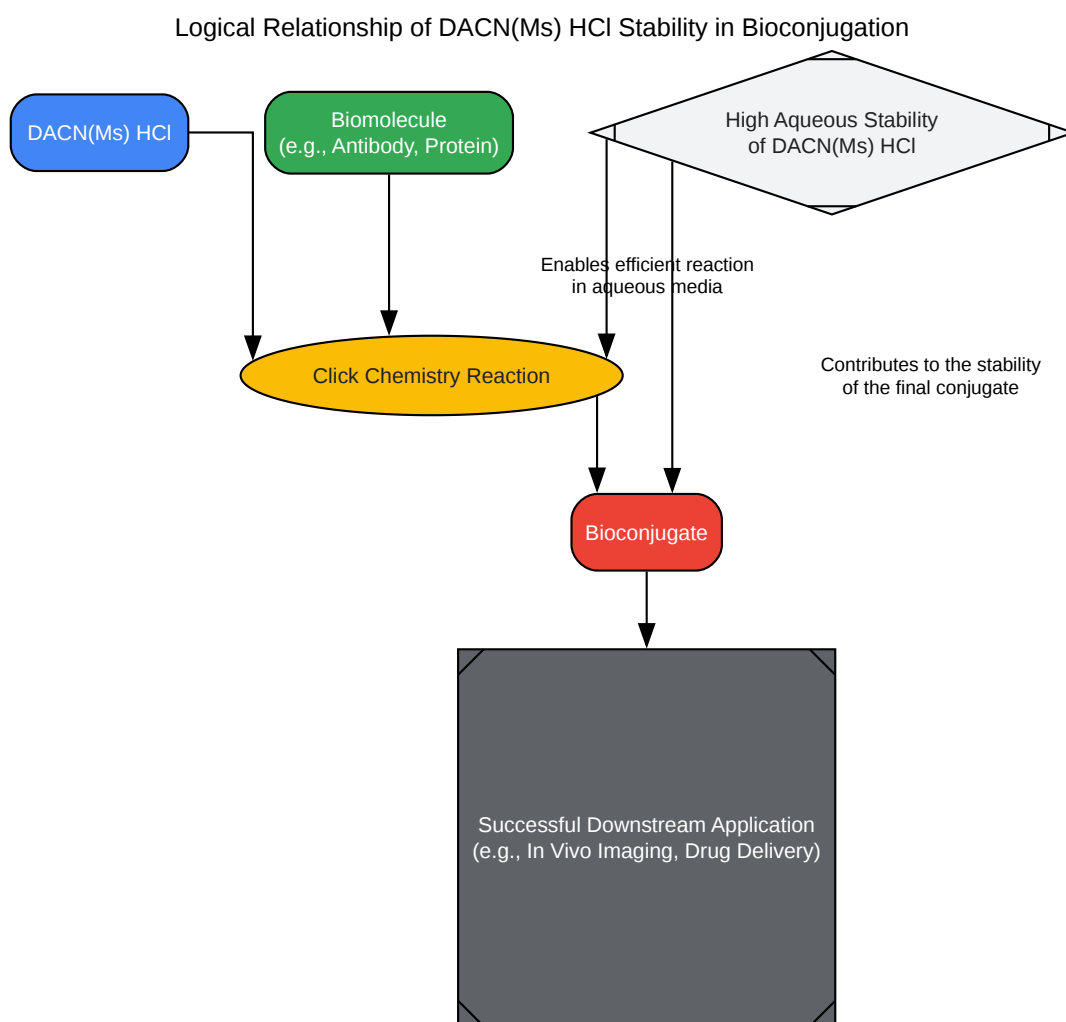 Logical Relationship of DACN(Ms) HCl Stability in Bioconjugation
DACN(Ms) HCl
Biomolecule
(e.g., Antibody, Protein)
High Aqueous Stability
of DACN(Ms) HCl
Enables efficient reaction
in aqueous media
Contributes to the stability
of the final conjugate
Click Chemistry Reaction
Bioconjugate
Successful Downstream Application
(e.g., In Vivo Imaging, Drug Delivery)